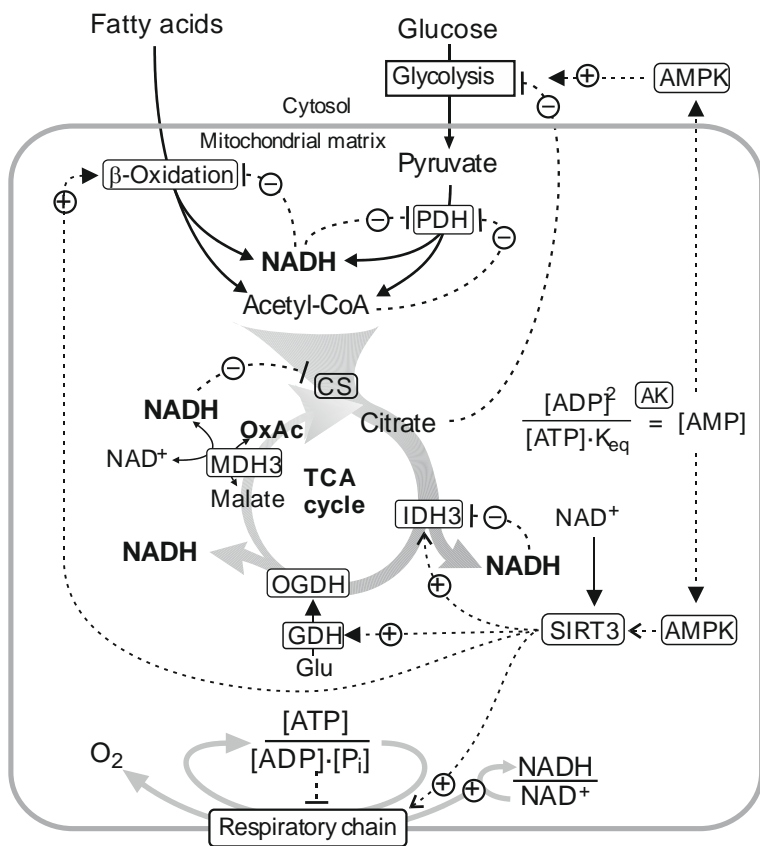 Fatty acids
Glucose
Glycolysis
+
AMPK
−
Cytosol
Mitochondrial matrix
Pyruvate
β-Oxidation
+
−
−
PDH
−
NADH
Acetyl-CoA
−
CS
NADH
Citrate
OxAc
NAD⁺
MDH3
Malate
TCA
cycle
[ADP]²
[ATP]·Keq
AK
= [AMP]
IDH3
−
NAD⁺
NADH
NADH
OGDH
+
GDH
+
SIRT3
AMPK
Glu
[ATP]
[ADP]·[Pi]
O₂
+
+
NADH
NAD⁺
Respiratory chain